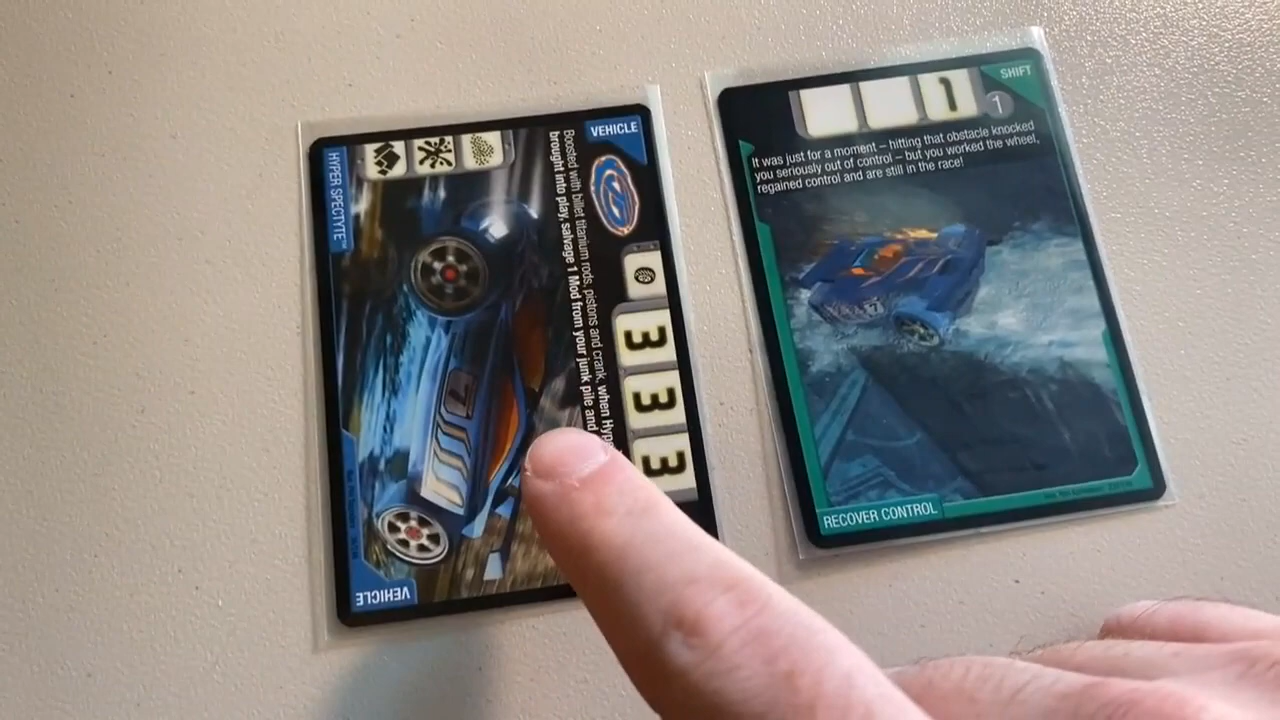 VEHICLE
HYPER SPECTYTE™
Boosted with billet titanium rods, pistons and crank, when
brought into play, salvage 1 Mod from your junk pile and
3
3
3
VEHICLE
SHIFT
1
1
It was just for a moment – hitting that obstacle knocked
you seriously out of control – but you worked the wheel,
regained control and are still in the race!
7
RECOVER CONTROL